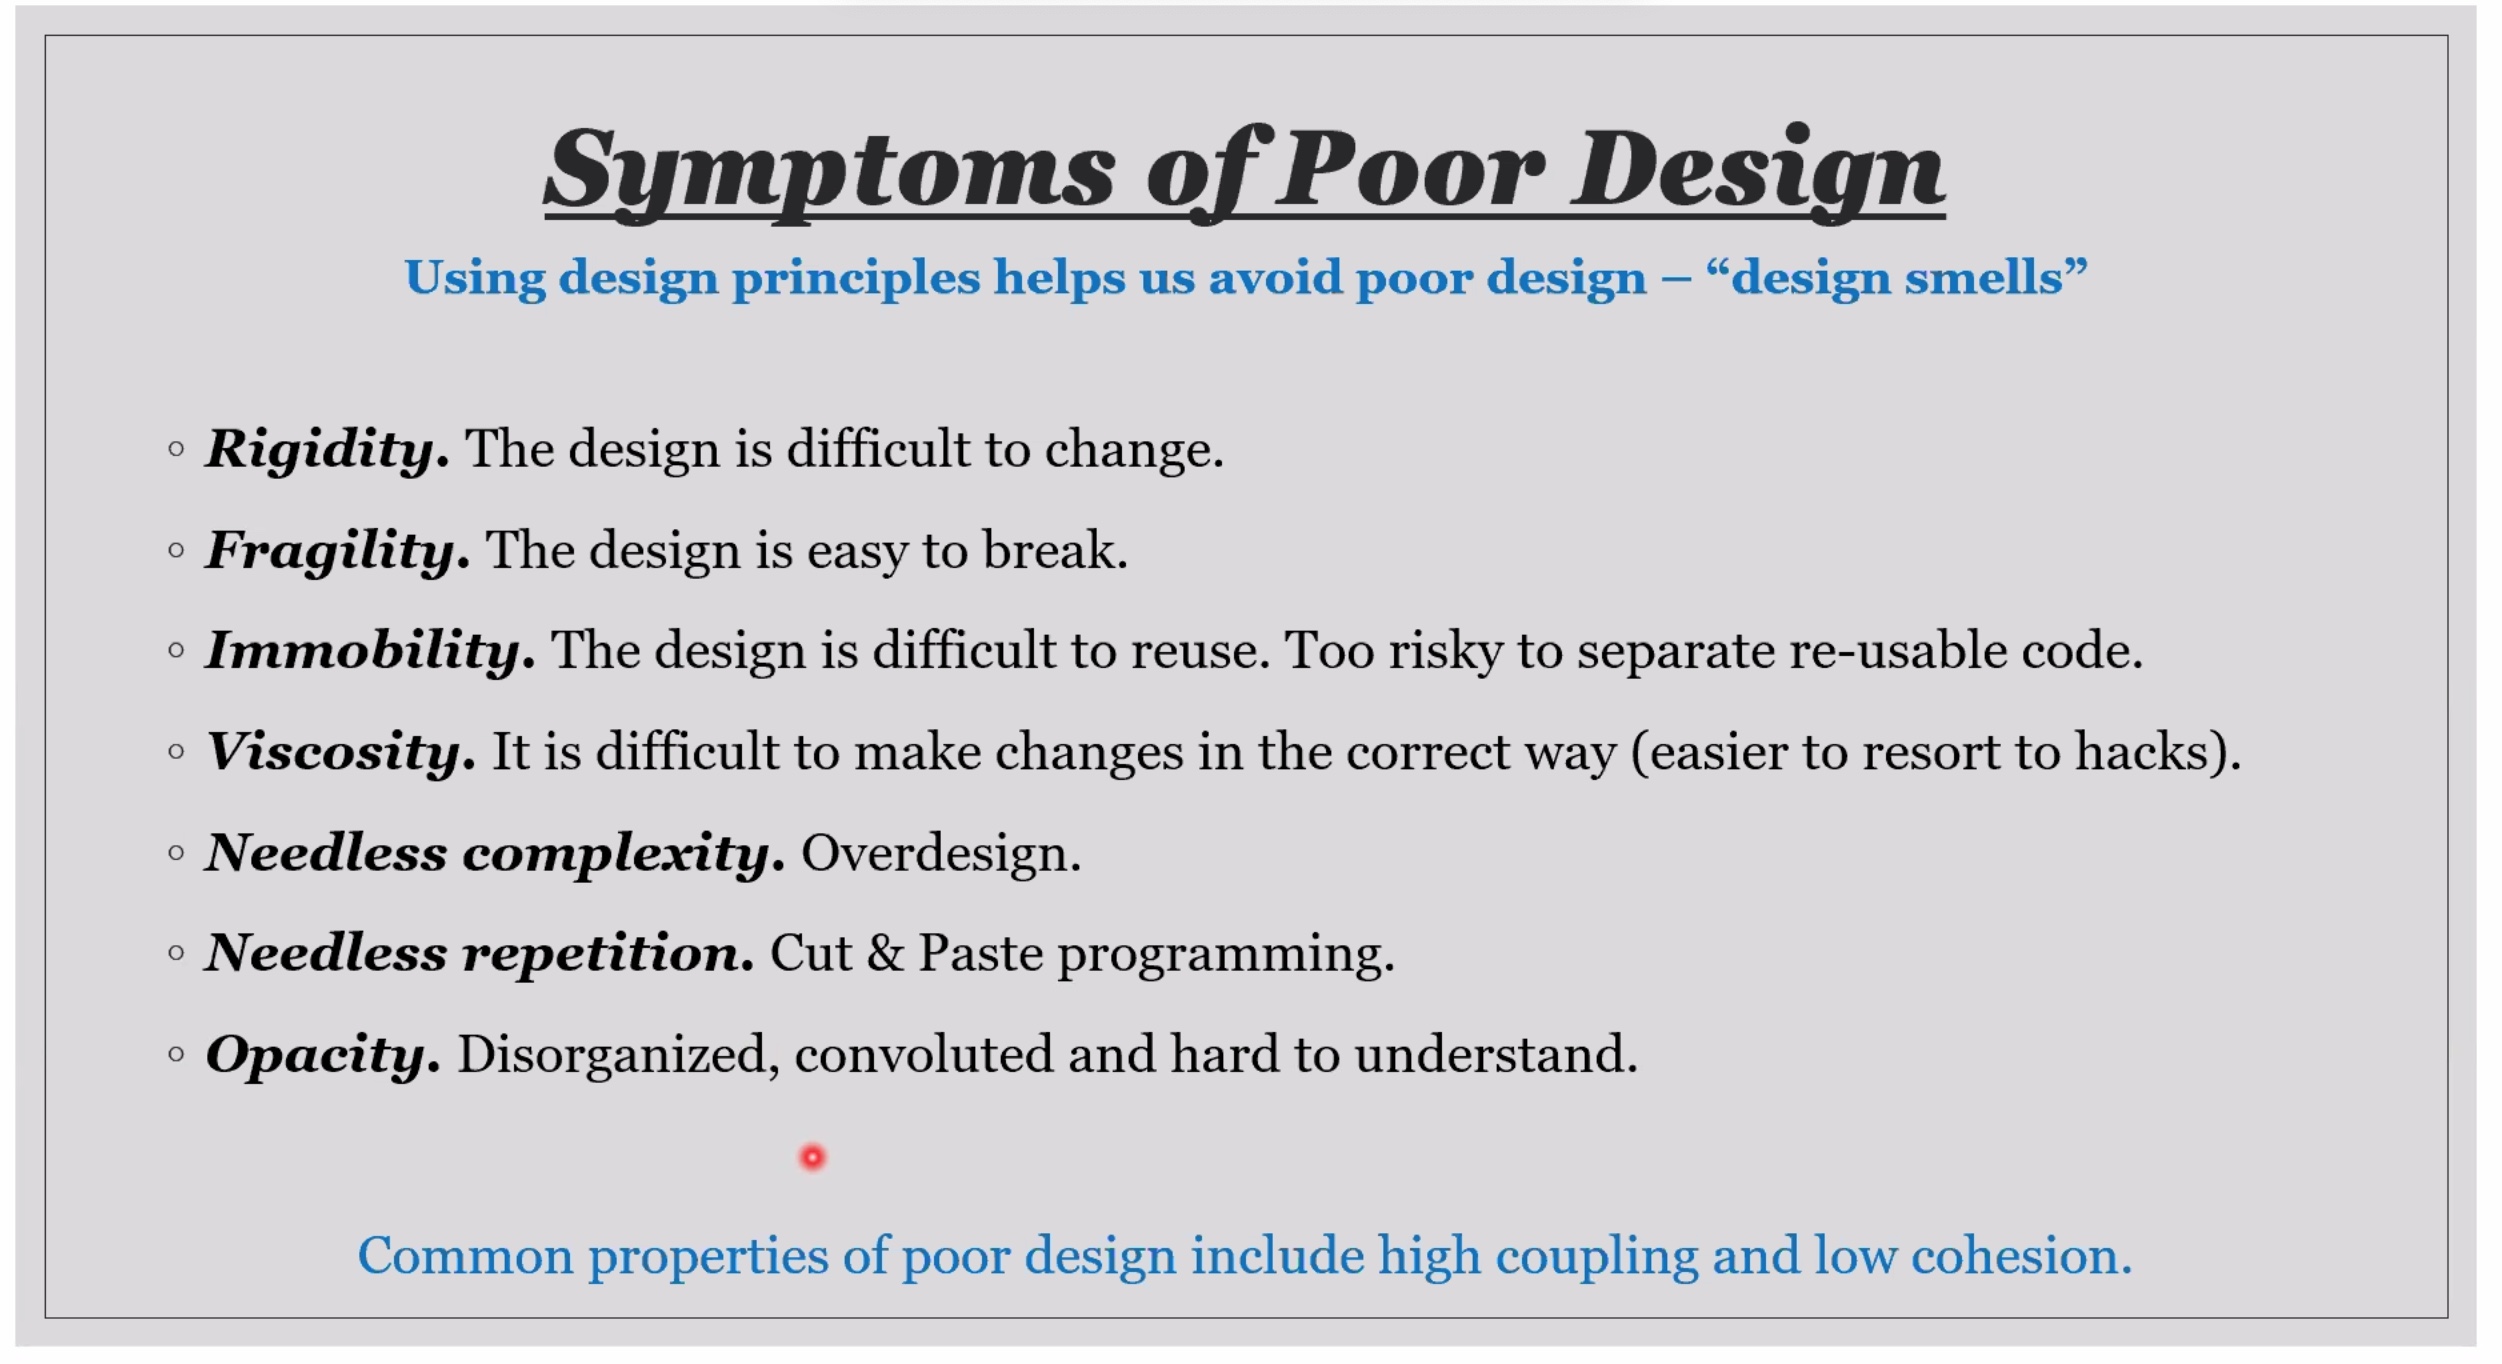 Symptoms of Poor Design
Using design principles helps us avoid poor design – “design smells”
Rigidity. The design is difficult to change.
Fragility. The design is easy to break.
Immobility. The design is difficult to reuse. Too risky to separate re-usable code.
Viscosity. It is difficult to make changes in the correct way (easier to resort to hacks).
Needless complexity. Overdesign.
Needless repetition. Cut & Paste programming.
Opacity. Disorganized, convoluted and hard to understand.
Common properties of poor design include high coupling and low cohesion.